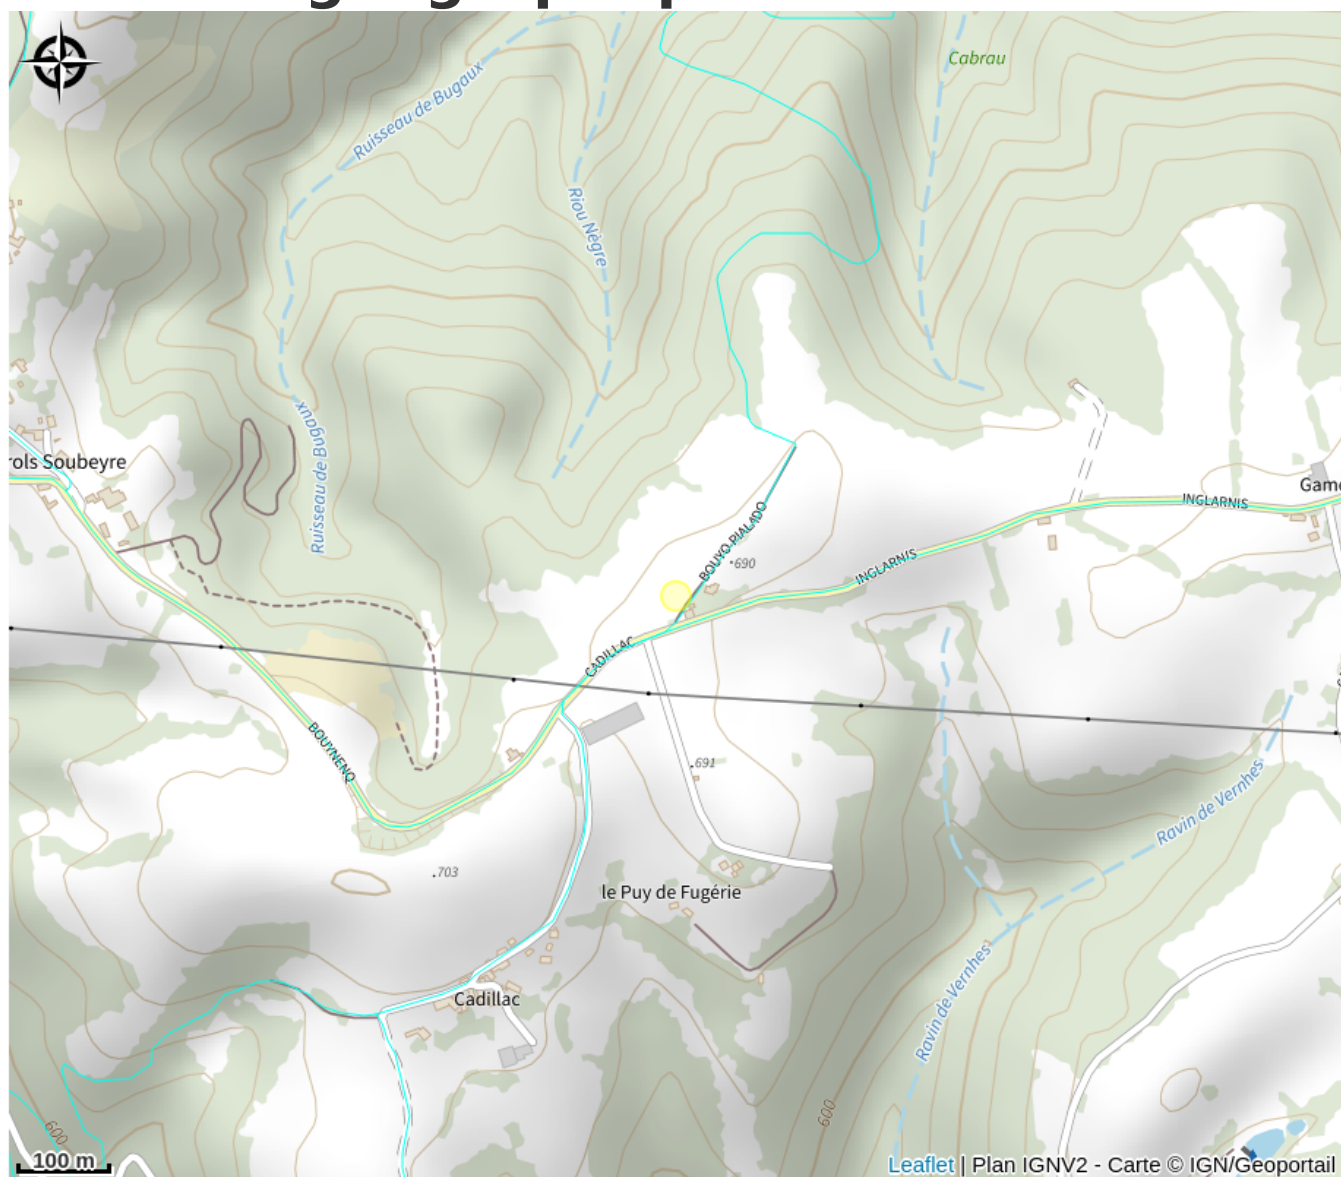 Cabrau
Ruisseau de Bugaux
Riou Nègre
rols Soubeyre
Ruisseau de Bugaux
INGLARNIS
Game
BOUYO PIALADO
690
INGLARNIS
CADILLAC
BOUYNENQ
691
Ravin de Vernhes
703
le Puy de Fugérie
Cadillac
Ravin de Vernhes
600
600
100 m
Leaflet | Plan IGNV2 - Carte © IGN/Geoportail